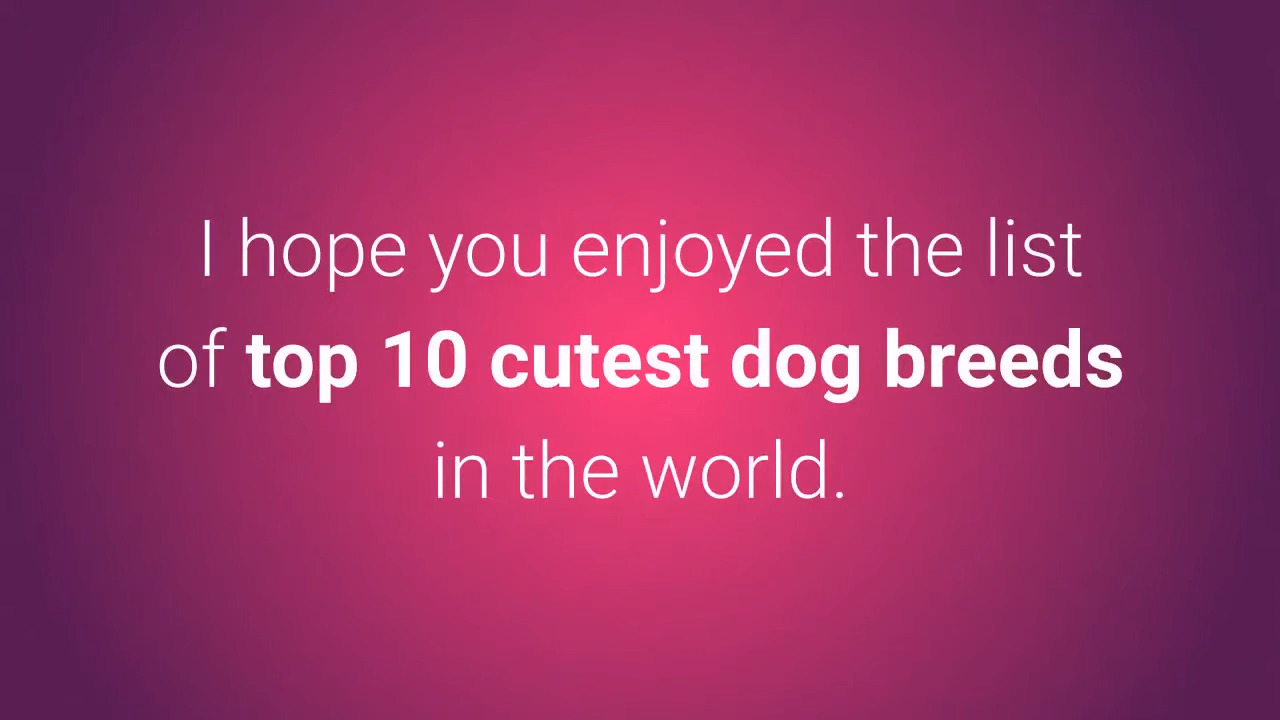 I hope you enjoyed the list
of top 10 cutest dog breeds
in the world.